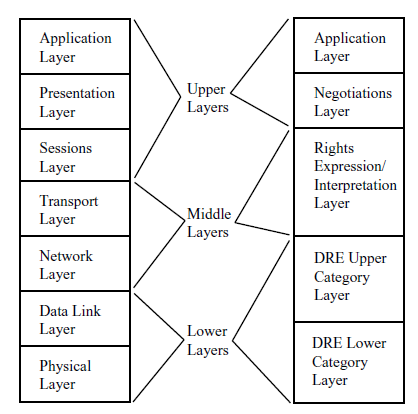 Application
Layer
Presentation
Layer
Sessions
Layer
Transport
Layer
Network
Layer
Data Link
Layer
Physical
Layer
Upper
Layers
Middle
Layers
Lower
Layers
Application
Layer
Negotiations
Layer
Rights
Expression/
Interpretation
Layer
DRE Upper
Category
Layer
DRE Lower
Category
Layer